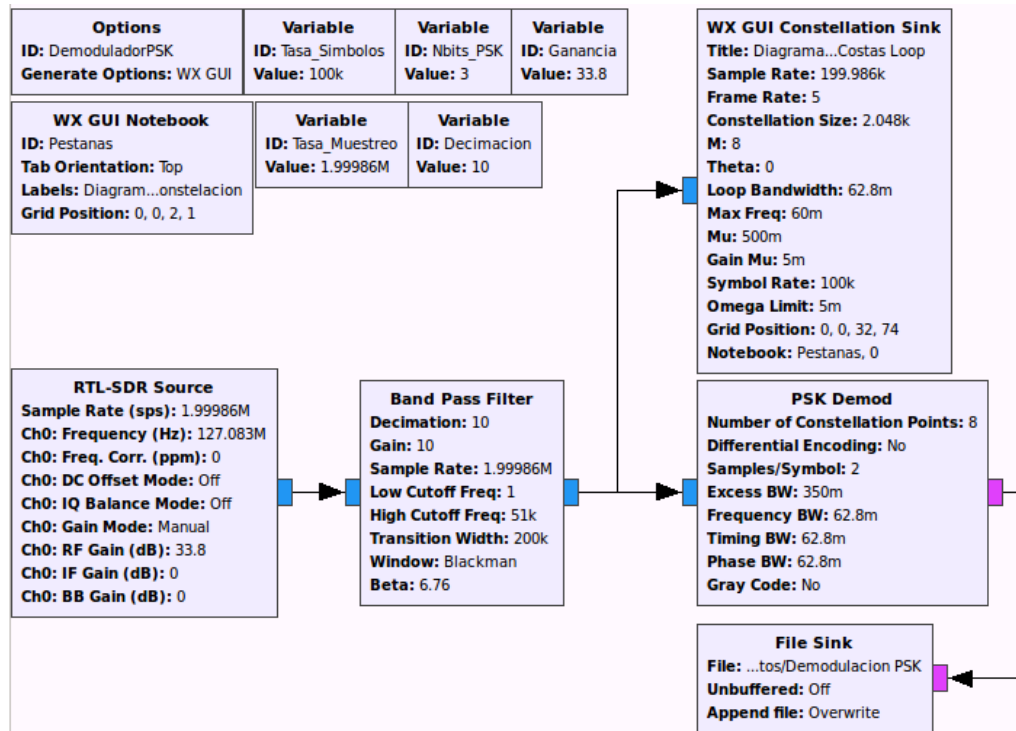 Options
ID: DemoduladorPSK
Generate Options: WX GUI
Variable
ID: Tasa_Simbolos
Value: 100k
Variable
ID: Nbits_PSK
Value: 3
Variable
ID: Ganancia
Value: 33.8
WX GUI Notebook
ID: Pestanas
Tab Orientation: Top
Labels: Diagram...onstelacion
Grid Position: 0, 0, 2, 1
Variable
ID: Tasa_Muestreo
Value: 1.99986M
Variable
ID: Decimacion
Value: 10
WX GUI Constellation Sink
Title: Diagrama...Costas Loop
Sample Rate: 199.986k
Frame Rate: 5
Constellation Size: 2.048k
M: 8
Theta: 0
Loop Bandwidth: 62.8m
Max Freq: 60m
Mu: 500m
Gain Mu: 5m
Symbol Rate: 100k
Omega Limit: 5m
Grid Position: 0, 0, 32, 74
Notebook: Pestanas, 0
RTL-SDR Source
Sample Rate (sps): 1.99986M
Ch0: Frequency (Hz): 127.083M
Ch0: Freq. Corr. (ppm): 0
Ch0: DC Offset Mode: Off
Ch0: IQ Balance Mode: Off
Ch0: Gain Mode: Manual
Ch0: RF Gain (dB): 33.8
Ch0: IF Gain (dB): 0
Ch0: BB Gain (dB): 0
Band Pass Filter
Decimation: 10
Gain: 10
Sample Rate: 1.99986M
Low Cutoff Freq: 1
High Cutoff Freq: 51k
Transition Width: 200k
Window: Blackman
Beta: 6.76
PSK Demod
Number of Constellation Points: 8
Differential Encoding: No
Samples/Symbol: 2
Excess BW: 350m
Frequency BW: 62.8m
Timing BW: 62.8m
Phase BW: 62.8m
Gray Code: No
File Sink
File: ...tos/Demodulacion PSK
Unbuffered: Off
Append file: Overwrite